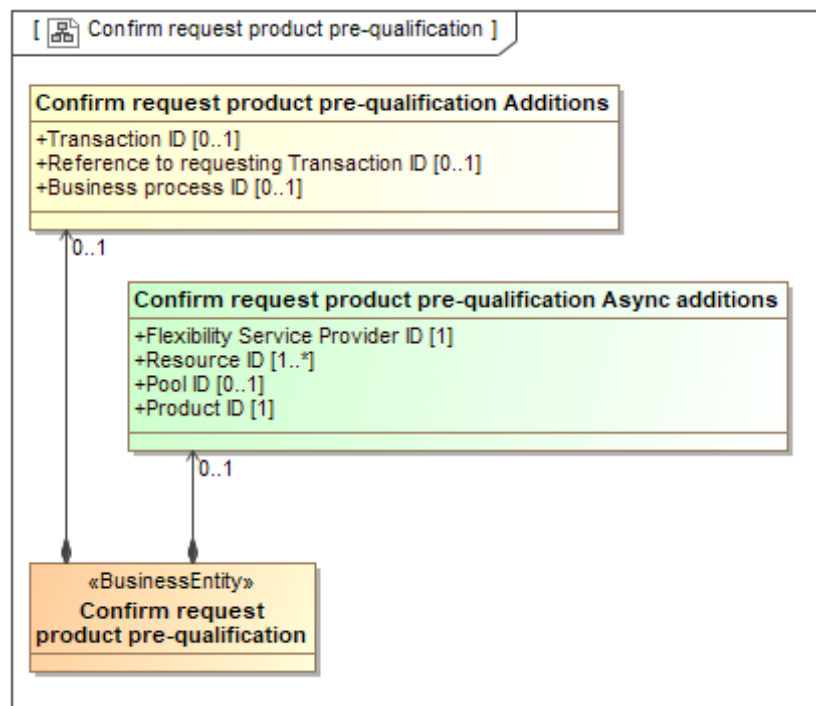 [ Confirm request product pre-qualification ]
Confirm request product pre-qualification Additions
+Transaction ID [0..1]
+Reference to requesting Transaction ID [0..1]
+Business process ID [0..1]
0..1
Confirm request product pre-qualification Async additions
+Flexibility Service Provider ID [1]
+Resource ID [1..*]
+Pool ID [0..1]
+Product ID [1]
0..1
«BusinessEntity»
Confirm request
product pre-qualification